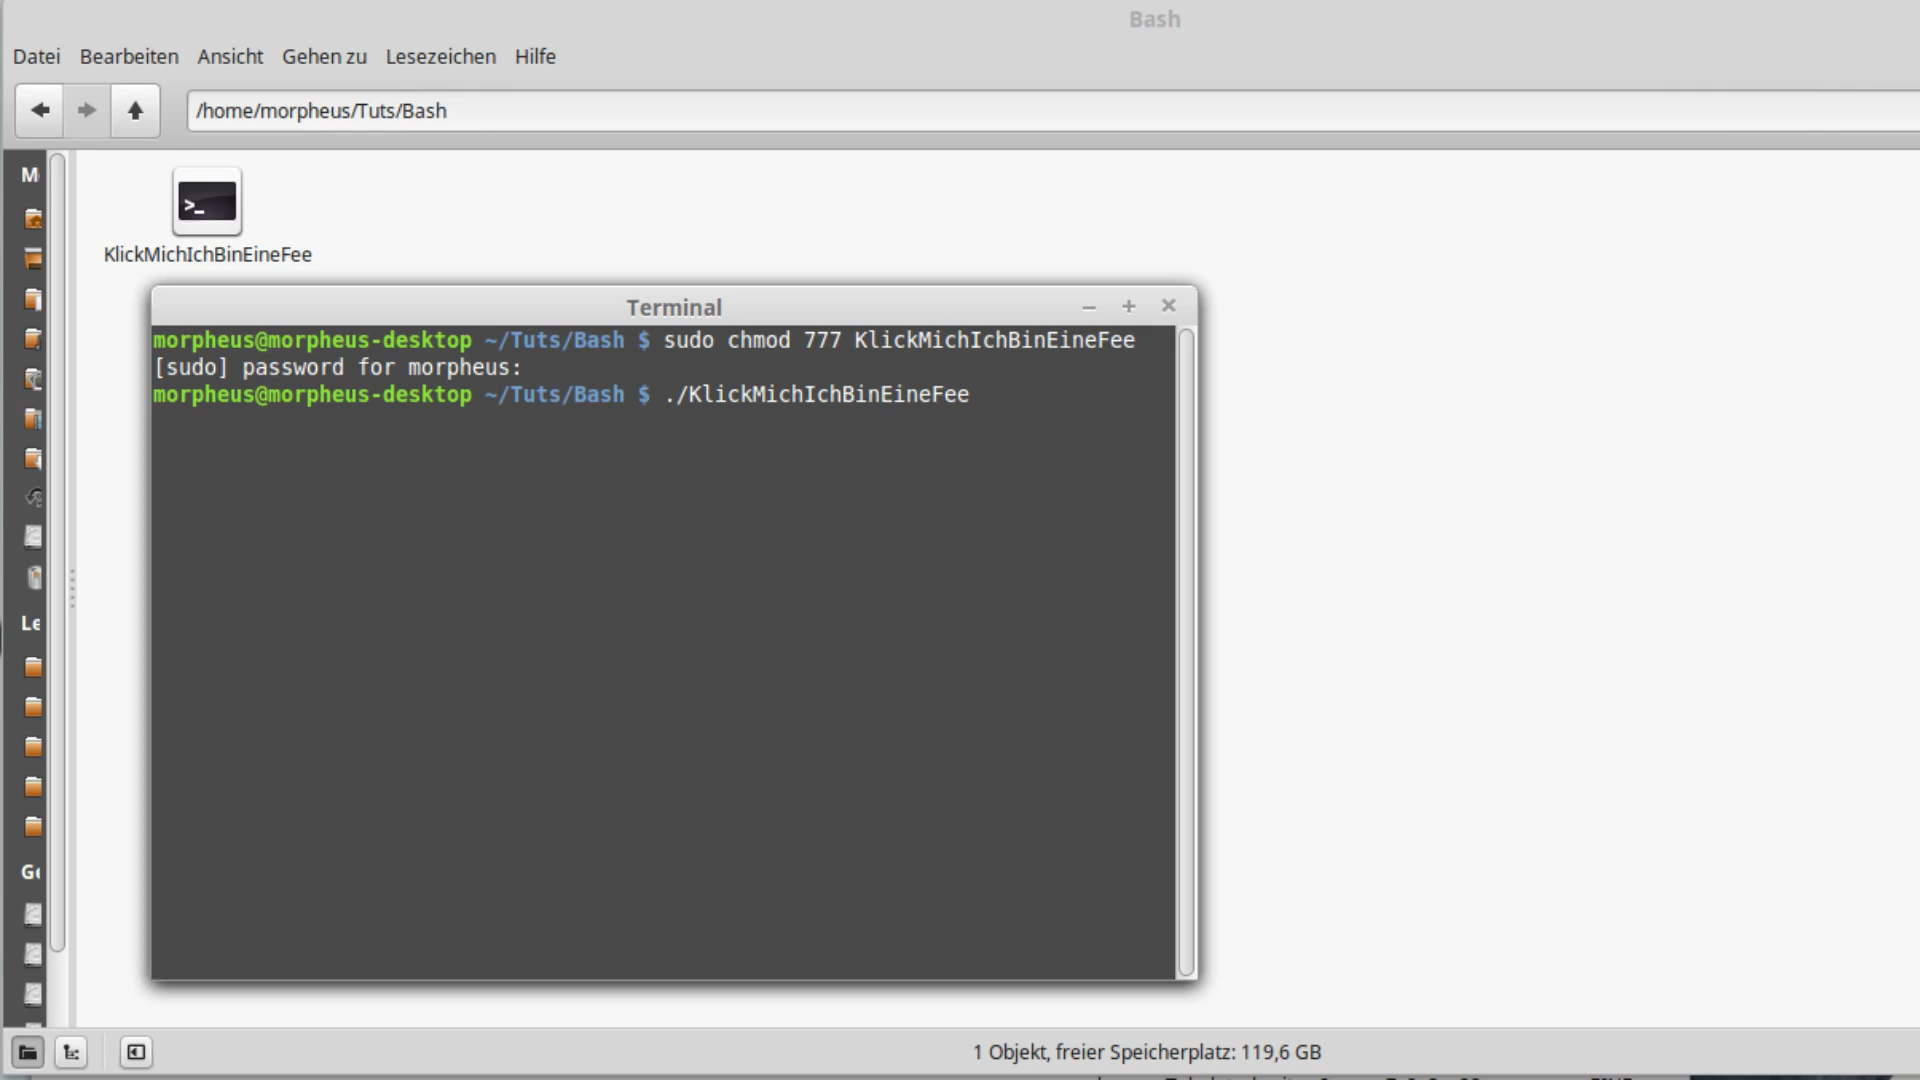 Bash
Datei Bearbeiten Ansicht Gehen zu Lesezeichen Hilfe
/home/morpheus/Tuts/Bash
M
>_
KlickMichIchBinEineFee
Terminal
morpheus@morpheus-desktop ~/Tuts/Bash $ sudo chmod 777 KlickMichIchBinEineFee
[sudo] password for morpheus:
morpheus@morpheus-desktop ~/Tuts/Bash $ ./KlickMichIchBinEineFee
Le
Ge
1 Objekt, freier Speicherplatz: 119,6 GB